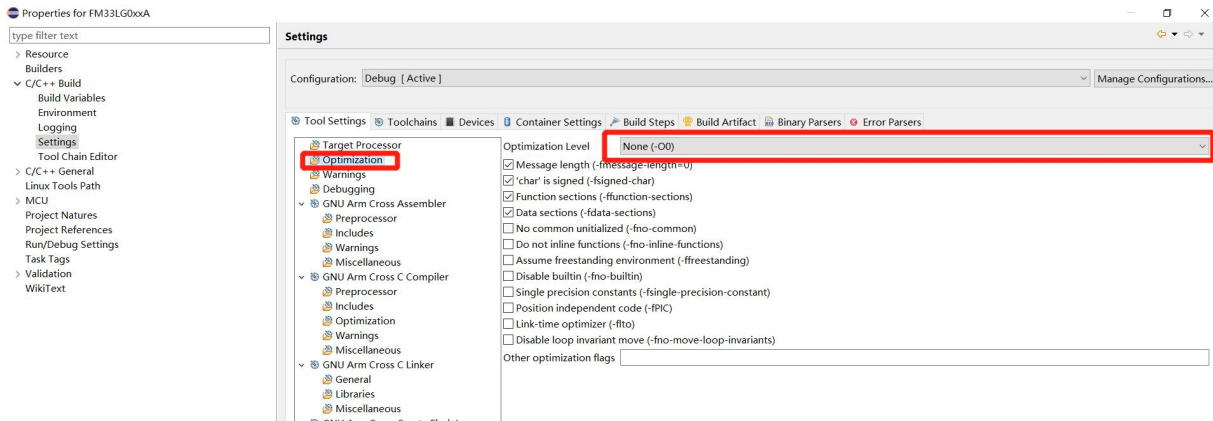 Properties for FM33LG0xxA
type filter text
Resource
Builders
C/C++ Build
Build Variables
Environment
Logging
Settings
Tool Chain Editor
C/C++ General
Linux Tools Path
MCU
Project Natures
Project References
Run/Debug Settings
Task Tags
Validation
WikiText
Settings
Configuration: Debug [ Active ]
Manage Configurations...
Tool Settings Toolchains Devices Container Settings Build Steps Build Artifact Binary Parsers Error Parsers
Target Processor
Optimization
Warnings
Debugging
GNU Arm Cross Assembler
Preprocessor
Includes
Warnings
Miscellaneous
GNU Arm Cross C Compiler
Preprocessor
Includes
Optimization
Warnings
Miscellaneous
GNU Arm Cross C Linker
General
Libraries
Miscellaneous
Optimization Level None (-O0)
Message length (-fmessage-length=0)
'char' is signed (-fsigned-char)
Function sections (-ffunction-sections)
Data sections (-fdata-sections)
No common unitialized (-fno-common)
Do not inline functions (-fno-inline-functions)
Assume freestanding environment (-ffreestanding)
Disable builtin (-fno-builtin)
Single precision constants (-fsingle-precision-constant)
Position independent code (-fPIC)
Link-time optimizer (-flto)
Disable loop invariant move (-fno-move-loop-invariants)
Other optimization flags